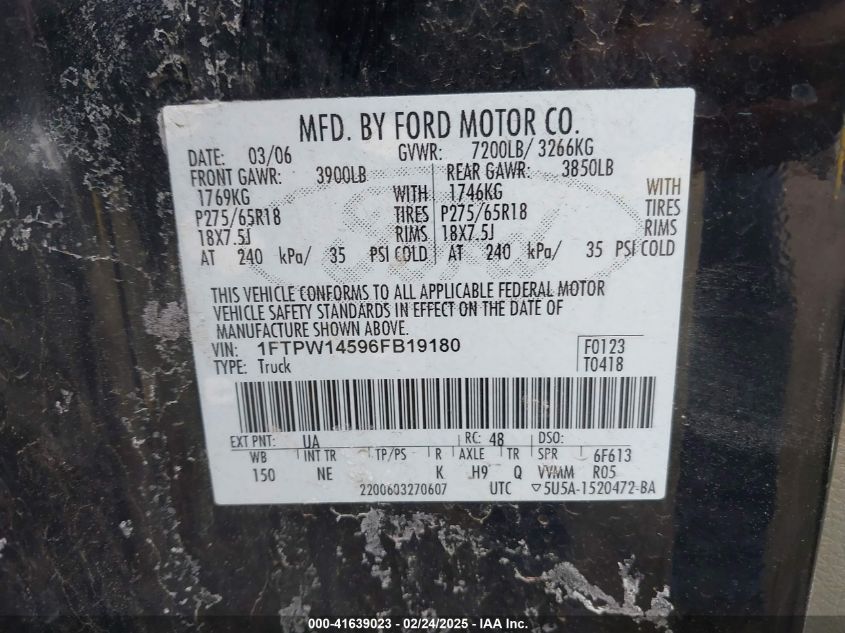 MFD. BY FORD MOTOR CO.
DATE: 03/06 GVWR: 7200LB/ 3266KG
FRONT GAWR: 3900LB REAR GAWR: 3850LB
1769KG WITH 1746KG WITH
P275/65R18 TIRES P275/65R18 TIRES
18X7.5J RIMS 18X7.5J RIMS
AT 240 kPa/ 35 PSI COLD AT 240 kPa/ 35 PSI COLD
THIS VEHICLE CONFORMS TO ALL APPLICABLE FEDERAL MOTOR
VEHICLE SAFETY STANDARDS IN EFFECT ON THE DATE OF
MANUFACTURE SHOWN ABOVE.
VIN: 1FTPW14596FB19180 F0123
TYPE: Truck T0418
EXT PNT: UA RC: 48 DSO:
WB INT TR TP/PS R AXLE TR SPR 6F613
150 NE K H9 Q VVMM R05
2200603270607 UTC ▽5U5A-1520472-BA
000-41639023 - 02/24/2025 - IAA Inc.